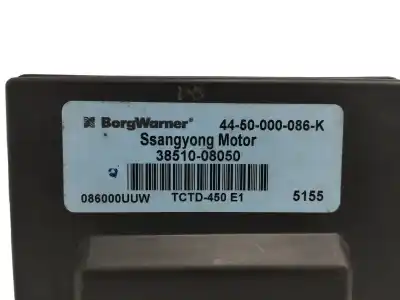 BorgWarner® 44-50-000-086-K
Ssangyong Motor
38510-08050
086000UUW TCTD-450 E1 5155